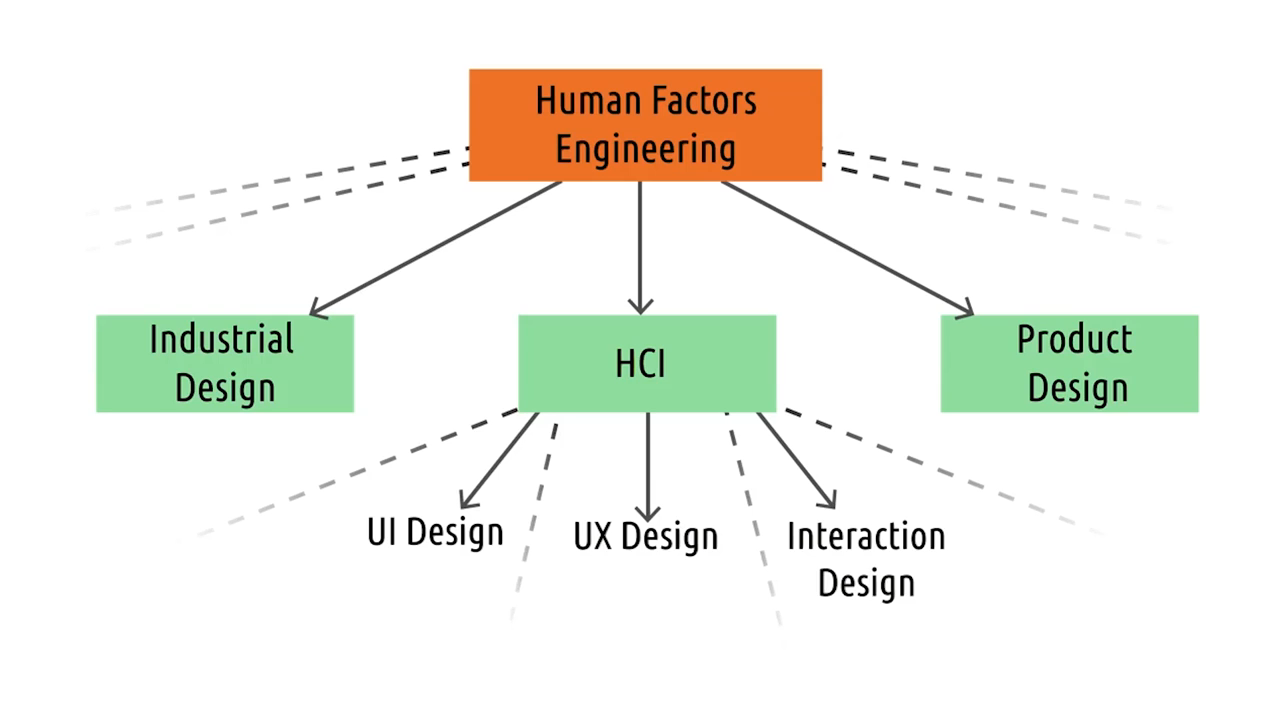 Human Factors
Engineering
Industrial
Design
HCI
Product
Design
UI Design
UX Design
Interaction
Design